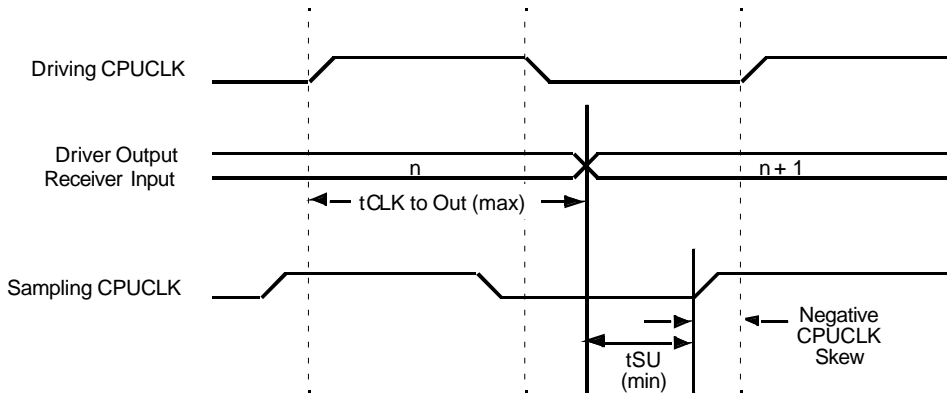 Driving CPUCLK
Driver Output
Receiver Input
n
n + 1
tCLK to Out (max)
Sampling CPUCLK
Negative
CPUCLK
Skew
tSU
(min)